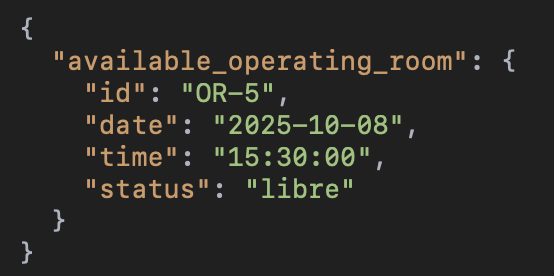 {
  "available_operating_room": {
    "id": "OR-5",
    "date": "2025-10-08",
    "time": "15:30:00",
    "status": "libre"
  }
}